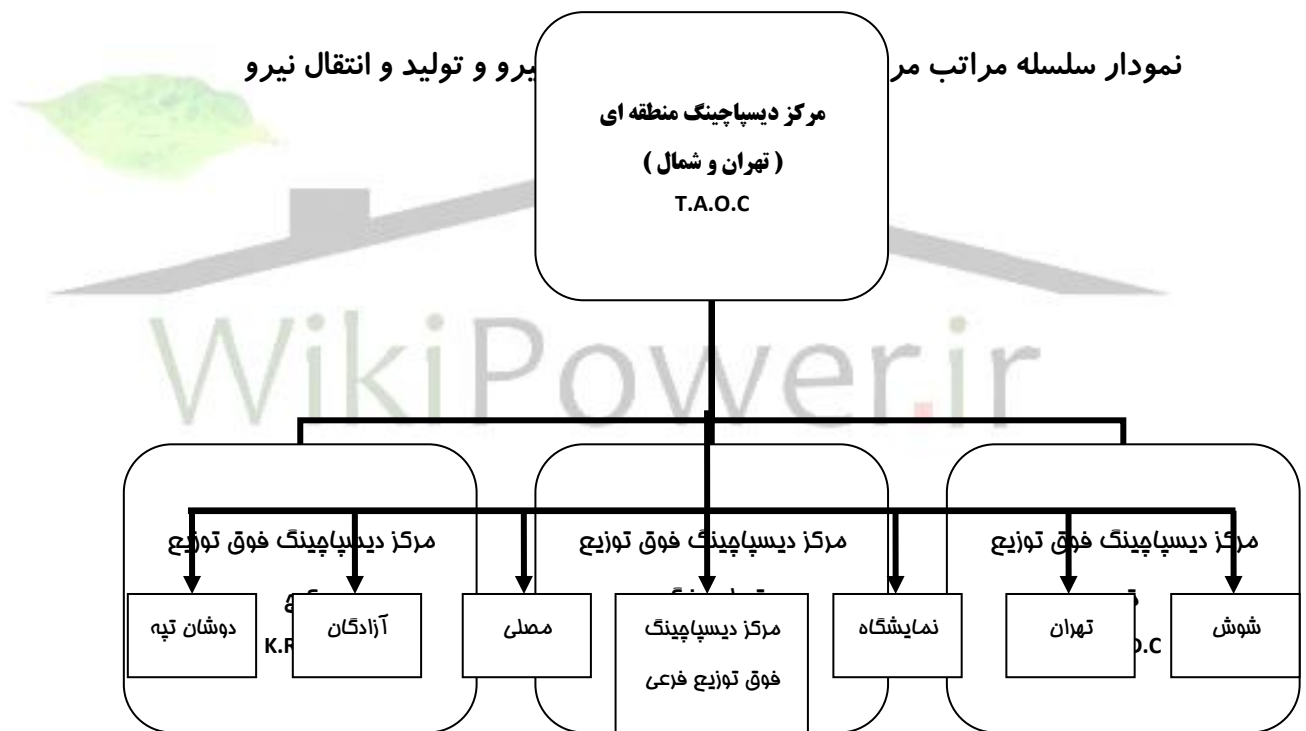 نمودار سلسله مراتب مر یرو و تولید و انتقال نیرو
مرکز دیسپاچینگ منطقه ای
( تهران و شمال )
T.A.O.C
WikiPower.ir
مرکز دیسپاچینگ فوق توزیع
مرکز دیسپاچینگ فوق توزیع
مرکز دیسپاچینگ فوق توزیع
شوش
تهران
نمایشگاه
مرکز دیسپاچینگ
فوق توزیع فرعی
مصلی
آزادگان
دوشان تپه